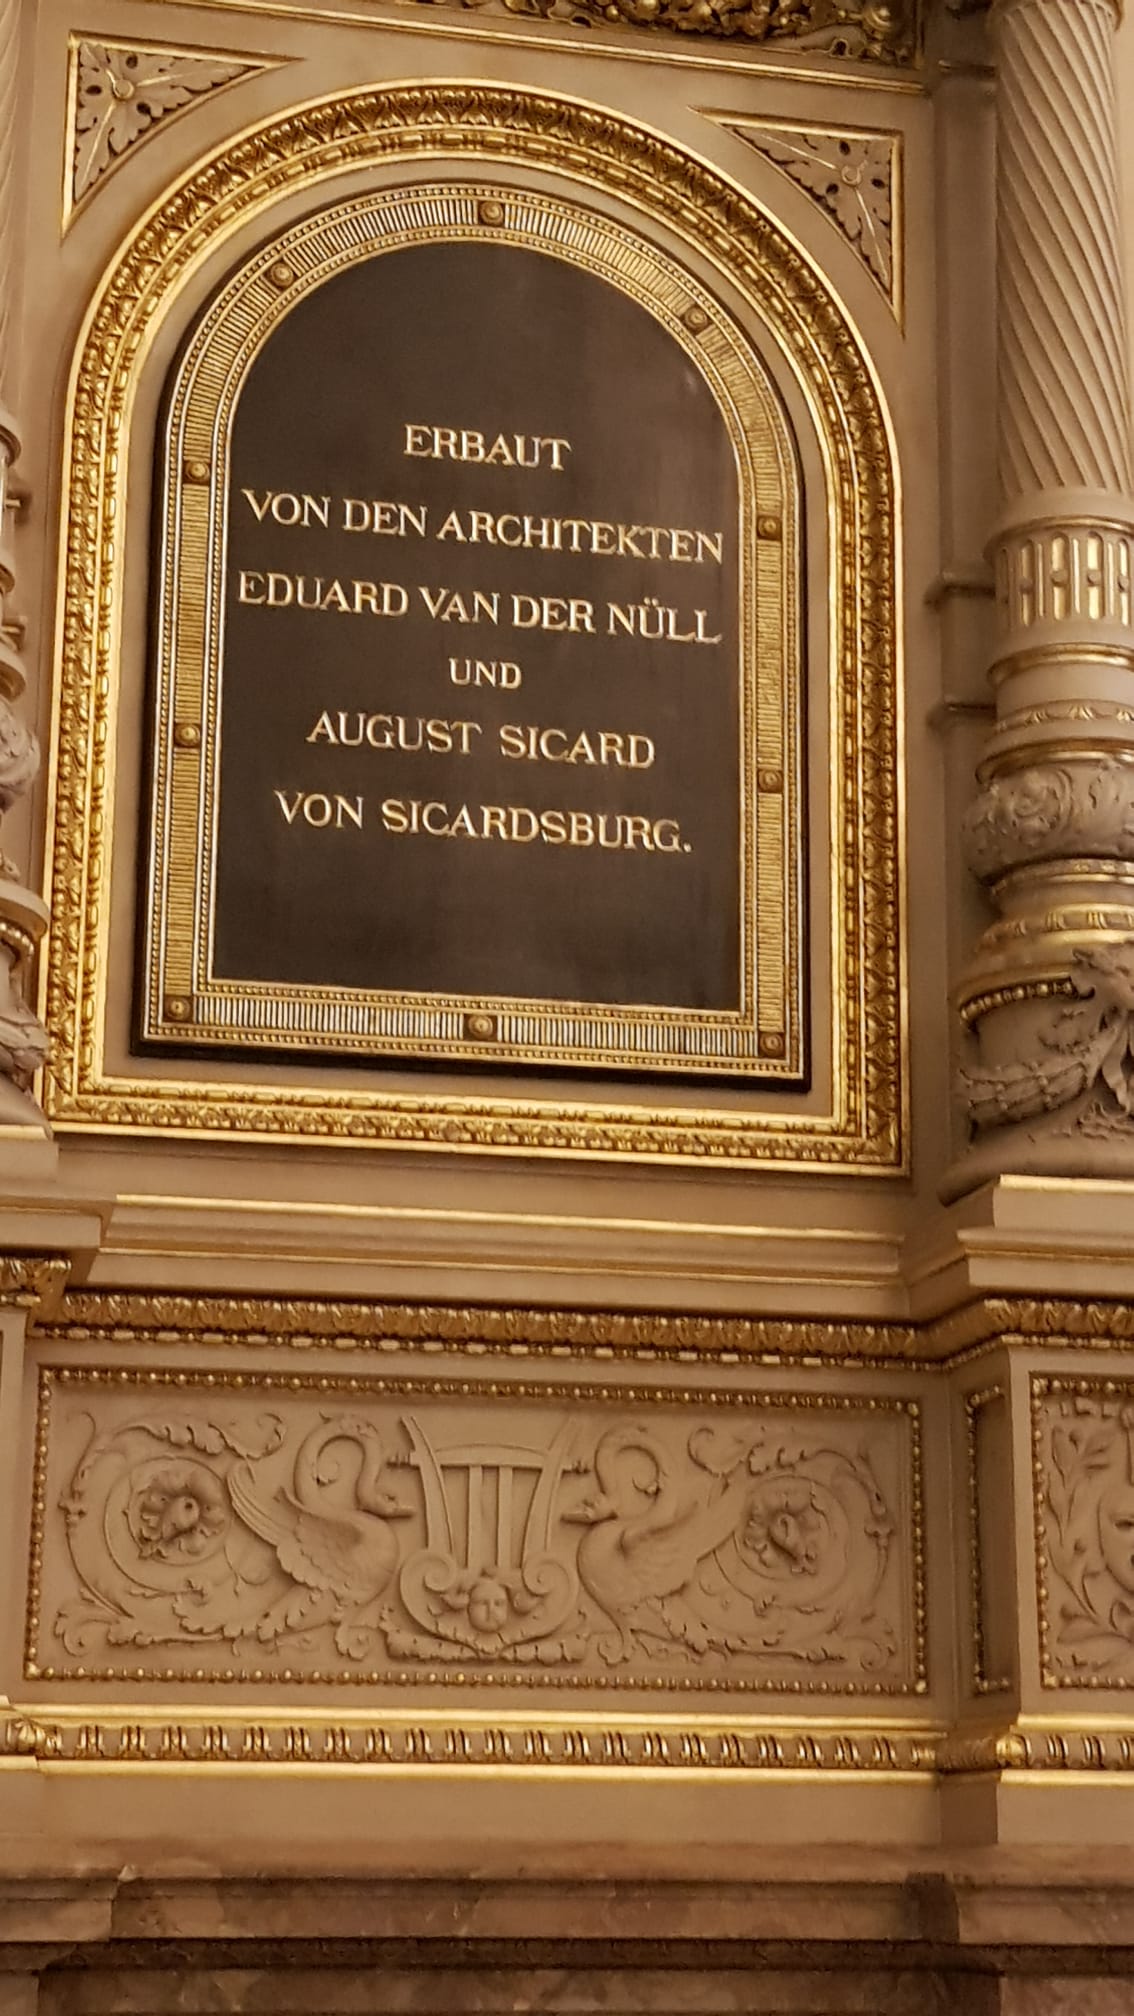 ERBAUT
VON DEN ARCHITEKTEN
EDUARD VAN DER NÜLL
UND
AUGUST SICARD
VON SICARDSBURG.